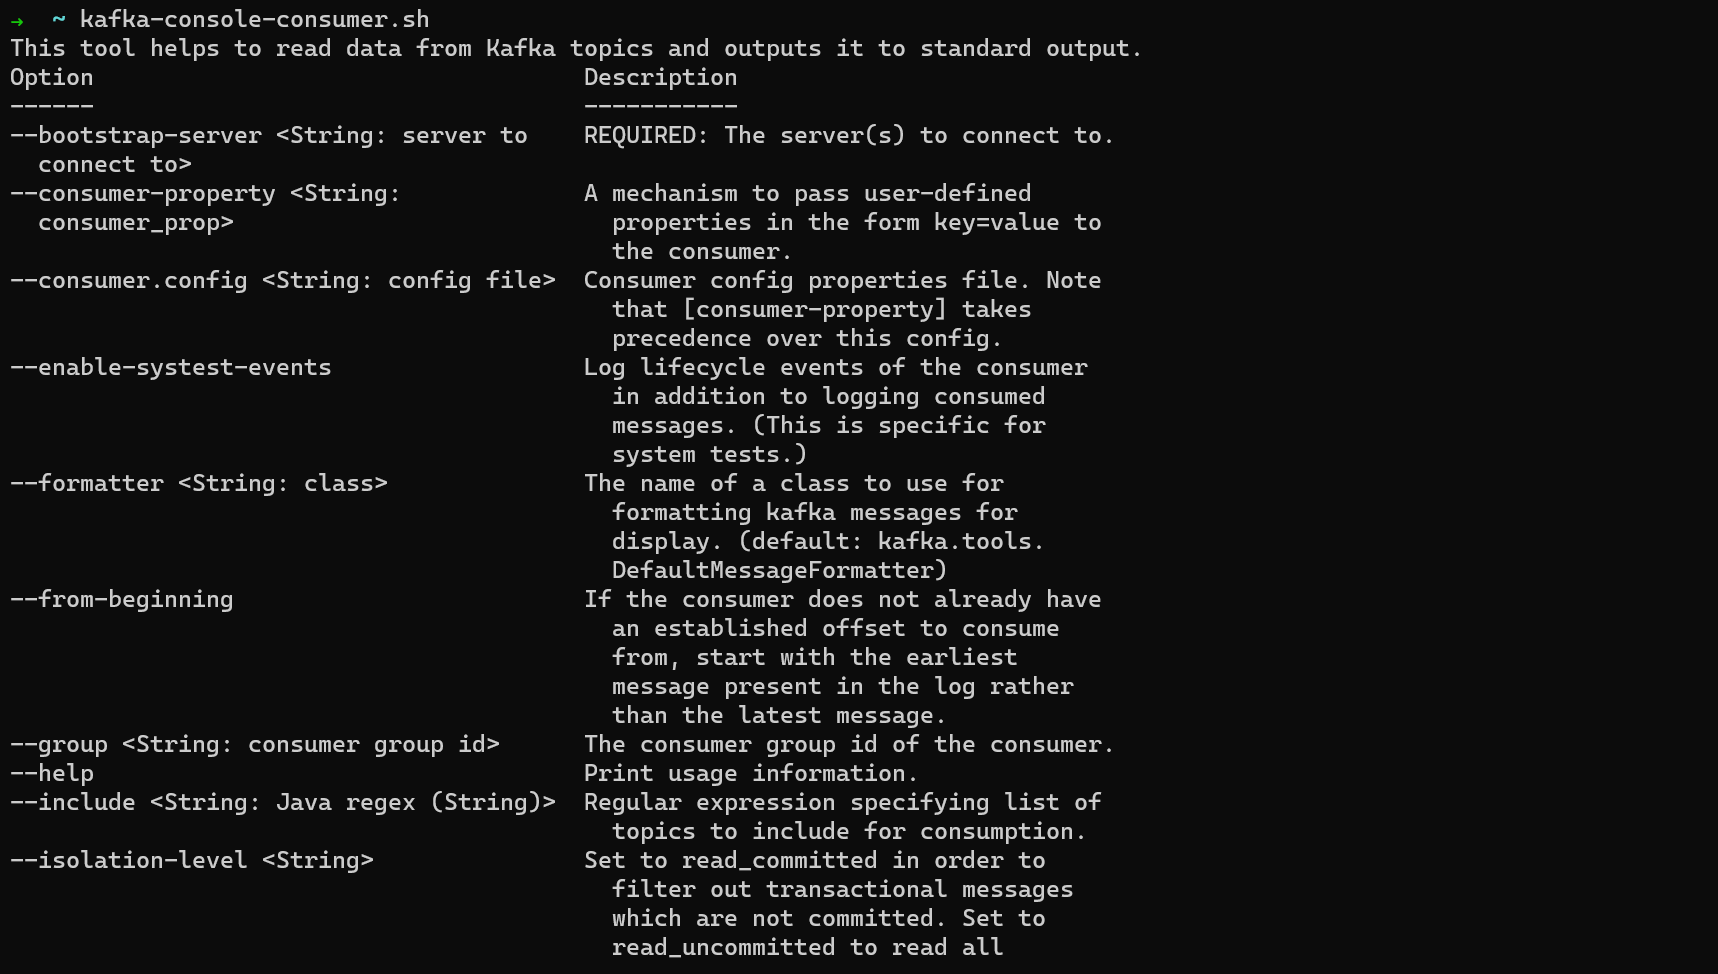 → ~ kafka-console-consumer.sh
This tool helps to read data from Kafka topics and outputs it to standard output.
Option                                   Description
------                                   -----------
--bootstrap-server <String: server to    REQUIRED: The server(s) to connect to.
  connect to>
--consumer-property <String:             A mechanism to pass user-defined
  consumer_prop>                           properties in the form key=value to
                                           the consumer.
--consumer.config <String: config file>  Consumer config properties file. Note
                                           that [consumer-property] takes
                                           precedence over this config.
--enable-systest-events                  Log lifecycle events of the consumer
                                           in addition to logging consumed
                                           messages. (This is specific for
                                           system tests.)
--formatter <String: class>              The name of a class to use for
                                           formatting kafka messages for
                                           display. (default: kafka.tools.
                                           DefaultMessageFormatter)
--from-beginning                         If the consumer does not already have
                                           an established offset to consume
                                           from, start with the earliest
                                           message present in the log rather
                                           than the latest message.
--group <String: consumer group id>      The consumer group id of the consumer.
--help                                   Print usage information.
--include <String: Java regex (String)>  Regular expression specifying list of
                                           topics to include for consumption.
--isolation-level <String>               Set to read_committed in order to
                                           filter out transactional messages
                                           which are not committed. Set to
                                           read_uncommitted to read all